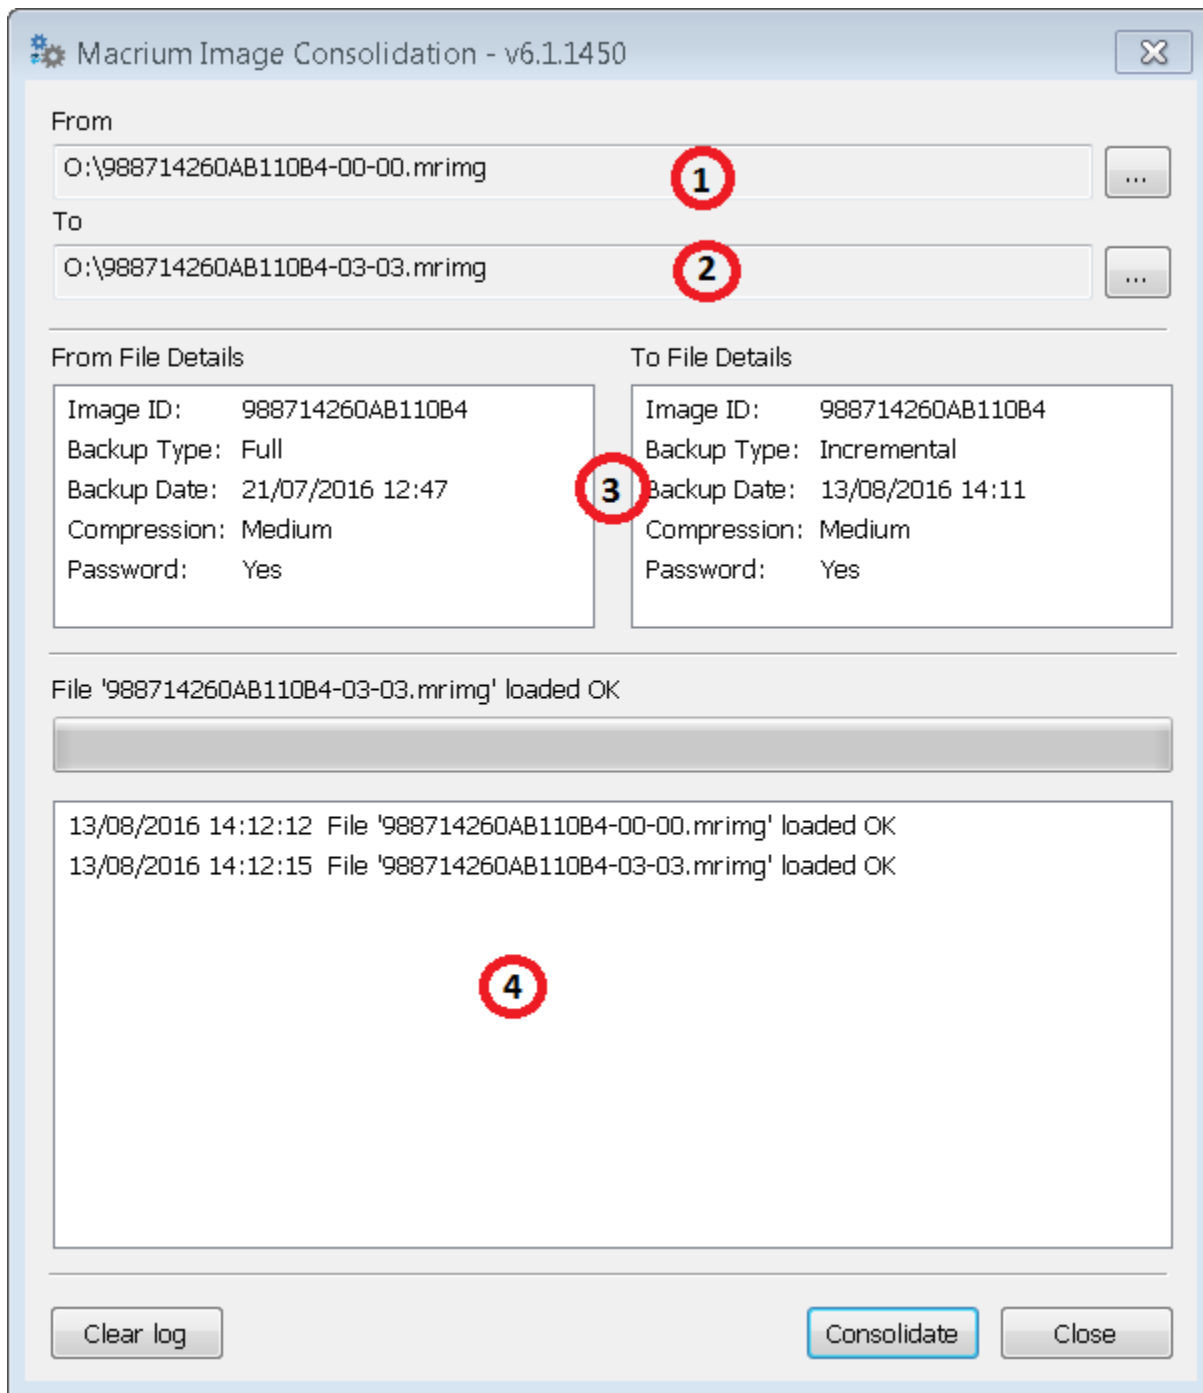 Macrium Image Consolidation - v6.1.1450
From
O:\988714260AB110B4-00-00.mrimg 1 ...
To
O:\988714260AB110B4-03-03.mrimg 2 ...
From File Details To File Details
Image ID: 988714260AB110B4 Image ID: 988714260AB110B4
Backup Type: Full Backup Type: Incremental
Backup Date: 21/07/2016 12:47 3 Backup Date: 13/08/2016 14:11
Compression: Medium Compression: Medium
Password: Yes Password: Yes
File '988714260AB110B4-03-03.mrimg' loaded OK
13/08/2016 14:12:12 File '988714260AB110B4-00-00.mrimg' loaded OK
13/08/2016 14:12:15 File '988714260AB110B4-03-03.mrimg' loaded OK
4
Clear log Consolidate Close